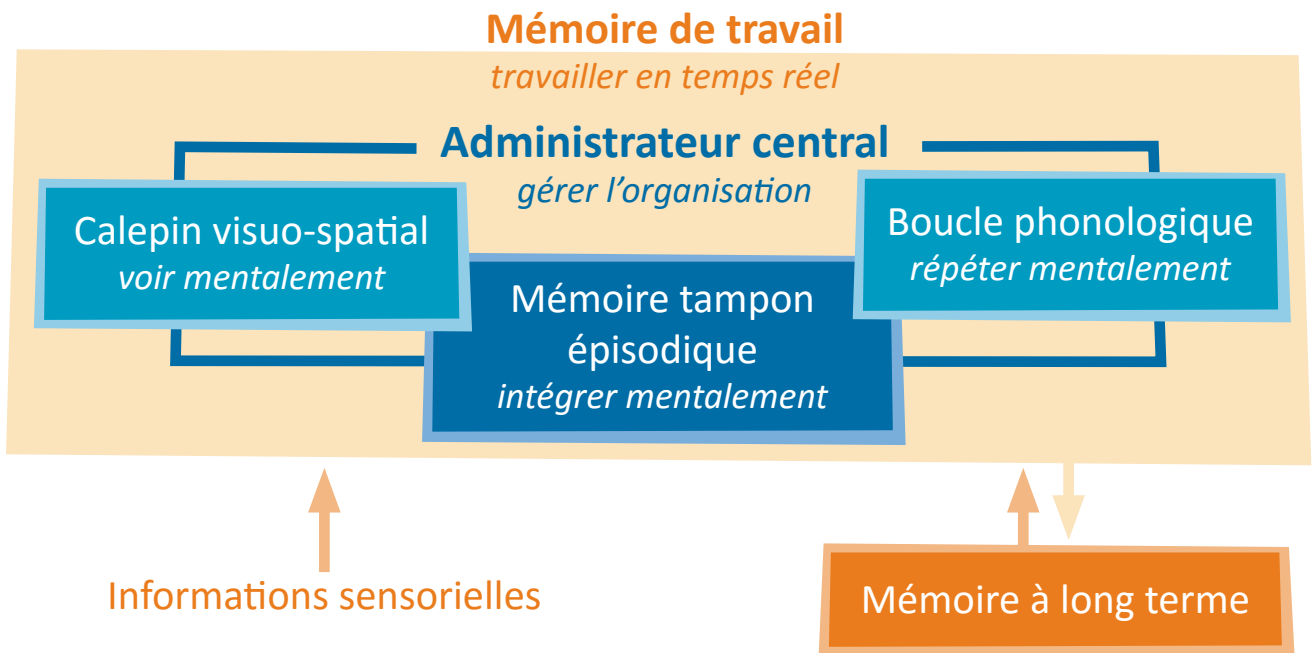 Mémoire de travail
travailler en temps réel
Administrateur central
gérer l’organisation
Calepin visuo-spatial
voir mentalement
Boucle phonologique
répéter mentalement
Mémoire tampon
épisodique
intégrer mentalement
Informations sensorielles
Mémoire à long terme